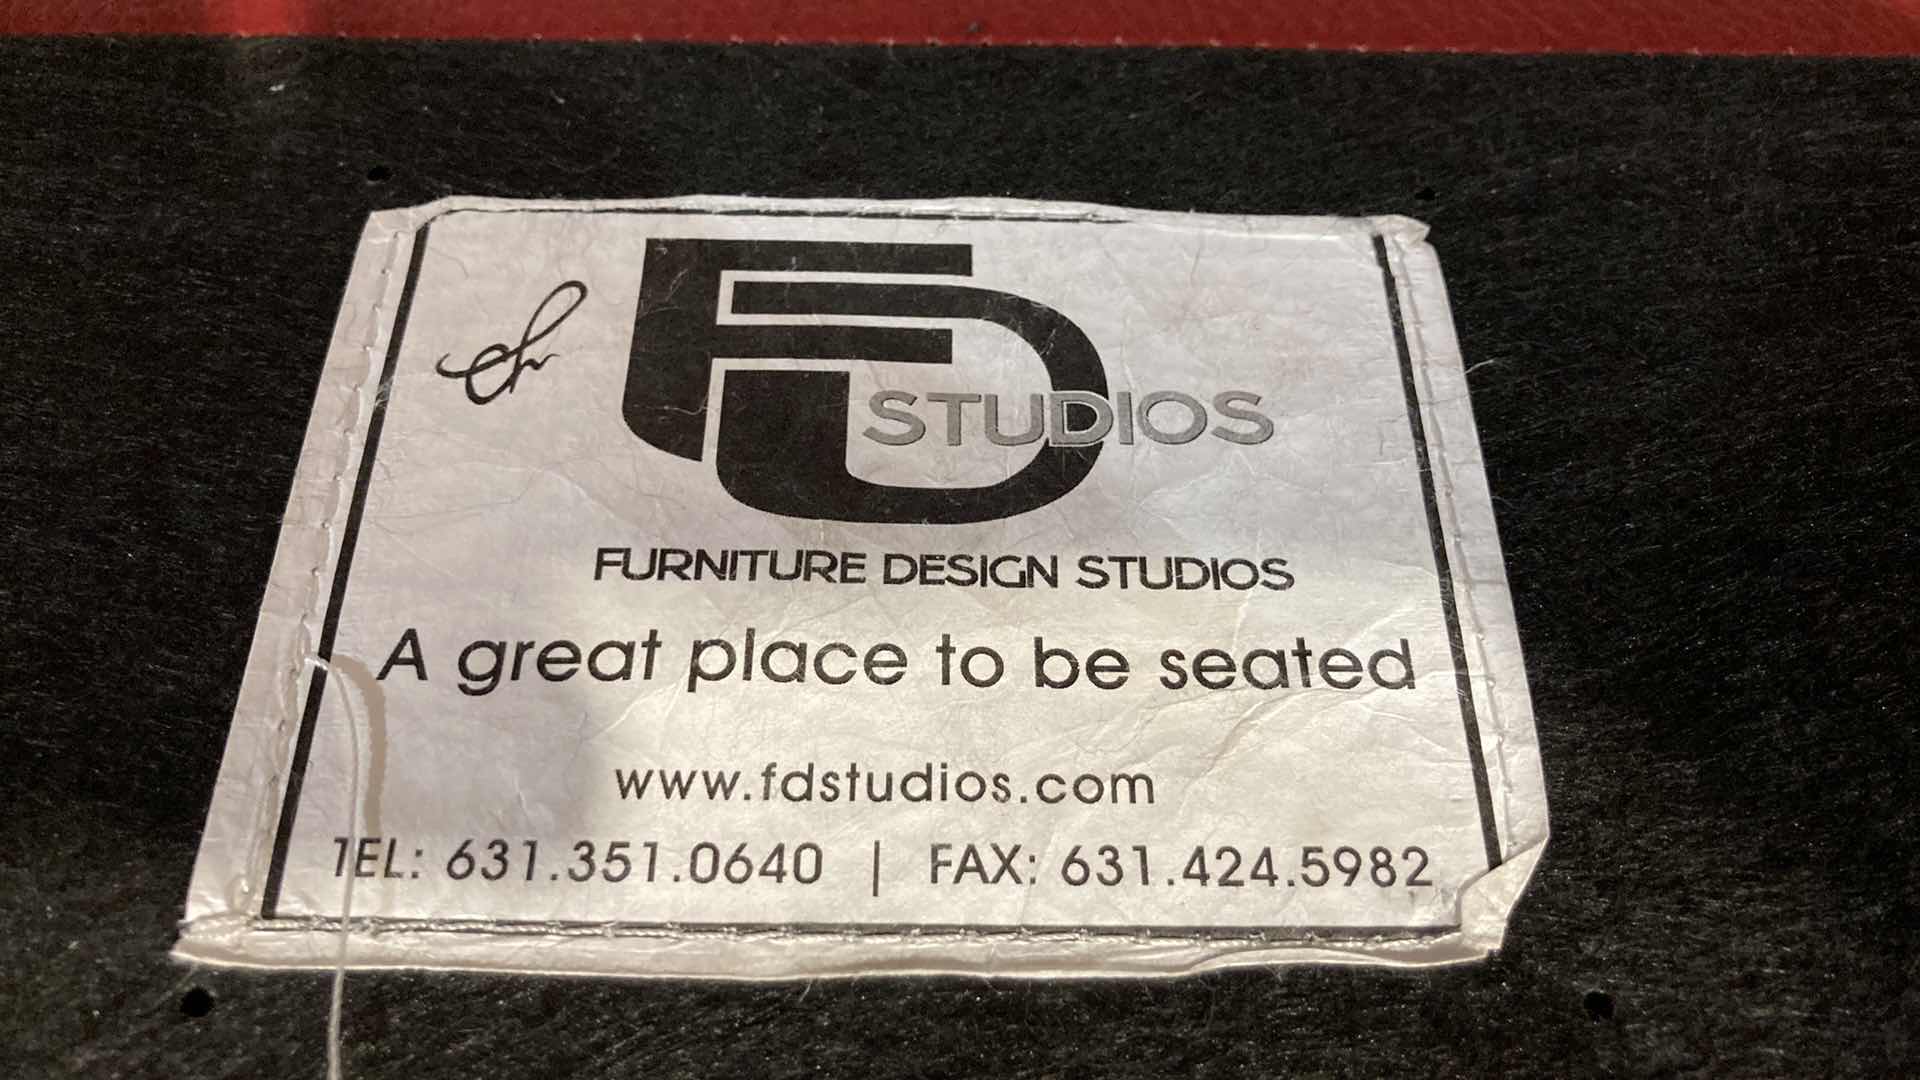 FD STUDIOS
FURNITURE DESIGN STUDIOS
A great place to be seated
www.fdstudios.com
TEL: 631.351.0640 | FAX: 631.424.5982